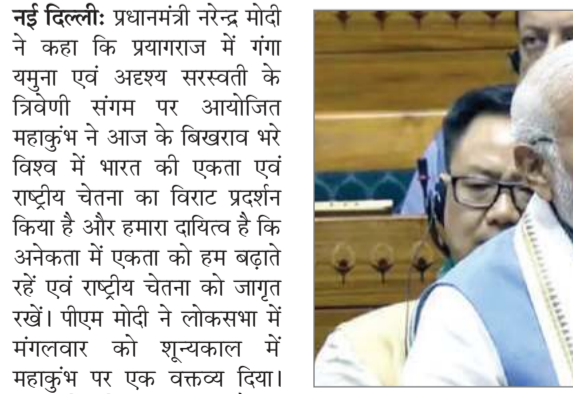 नई दिल्ली: प्रधानमंत्री नरेन्द्र मोदी
ने कहा कि प्रयागराज में गंगा
यमुना एवं अदृश्य सरस्वती के
त्रिवेणी संगम पर आयोजित
महाकुंभ ने आज के बिखराव भरे
विश्व में भारत की एकता एवं
राष्ट्रीय चेतना का विराट प्रदर्शन
किया है और हमारा दायित्व है कि
अनेकता में एकता को हम बढ़ाते
रहें एवं राष्ट्रीय चेतना को जागृत
रखें। पीएम मोदी ने लोकसभा में
मंगलवार को शून्यकाल में
महाकुंभ पर एक वक्तव्य दिया।